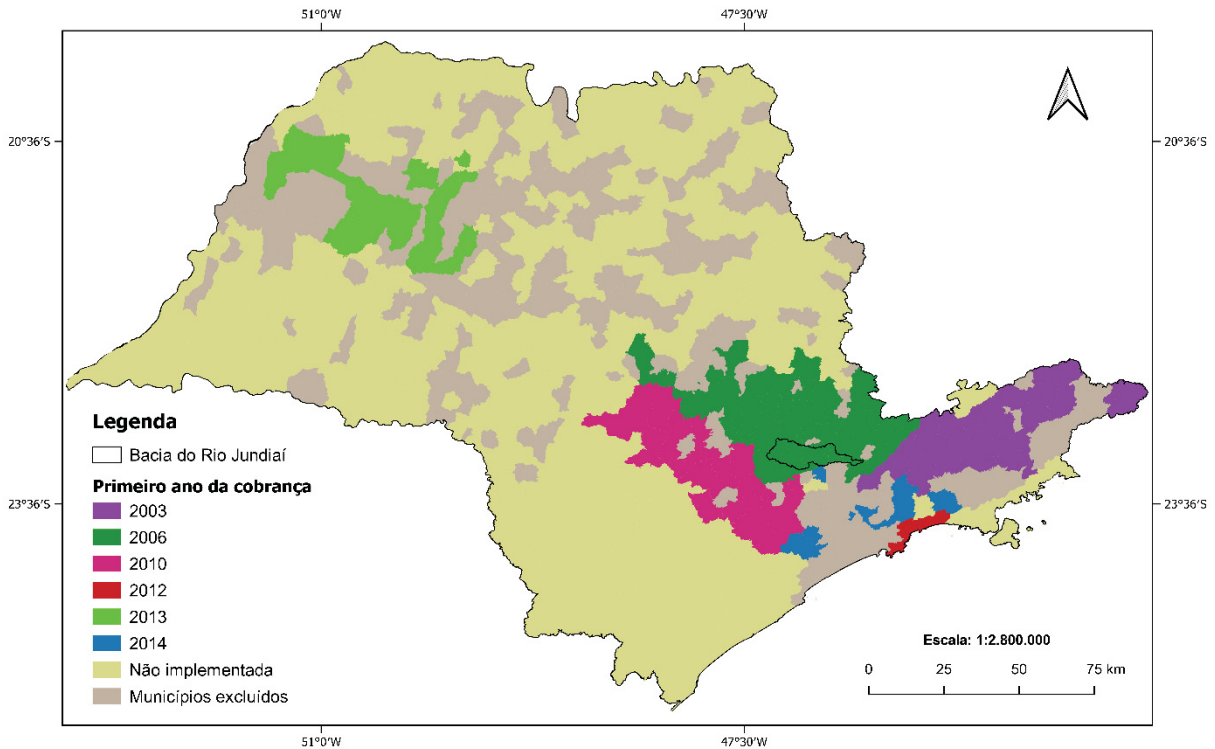 51°0'W 47°30'W
20°36'S 20°36'S
Legenda
Bacia do Rio Jundiaí
Primeiro ano da cobrança
2003
23°36'S 23°36'S
2006
2010
2012
2013
2014
Escala: 1:2.800.000
Não implementada
0 25 50 75 km
Municípios excluídos
51°0'W 47°30'W